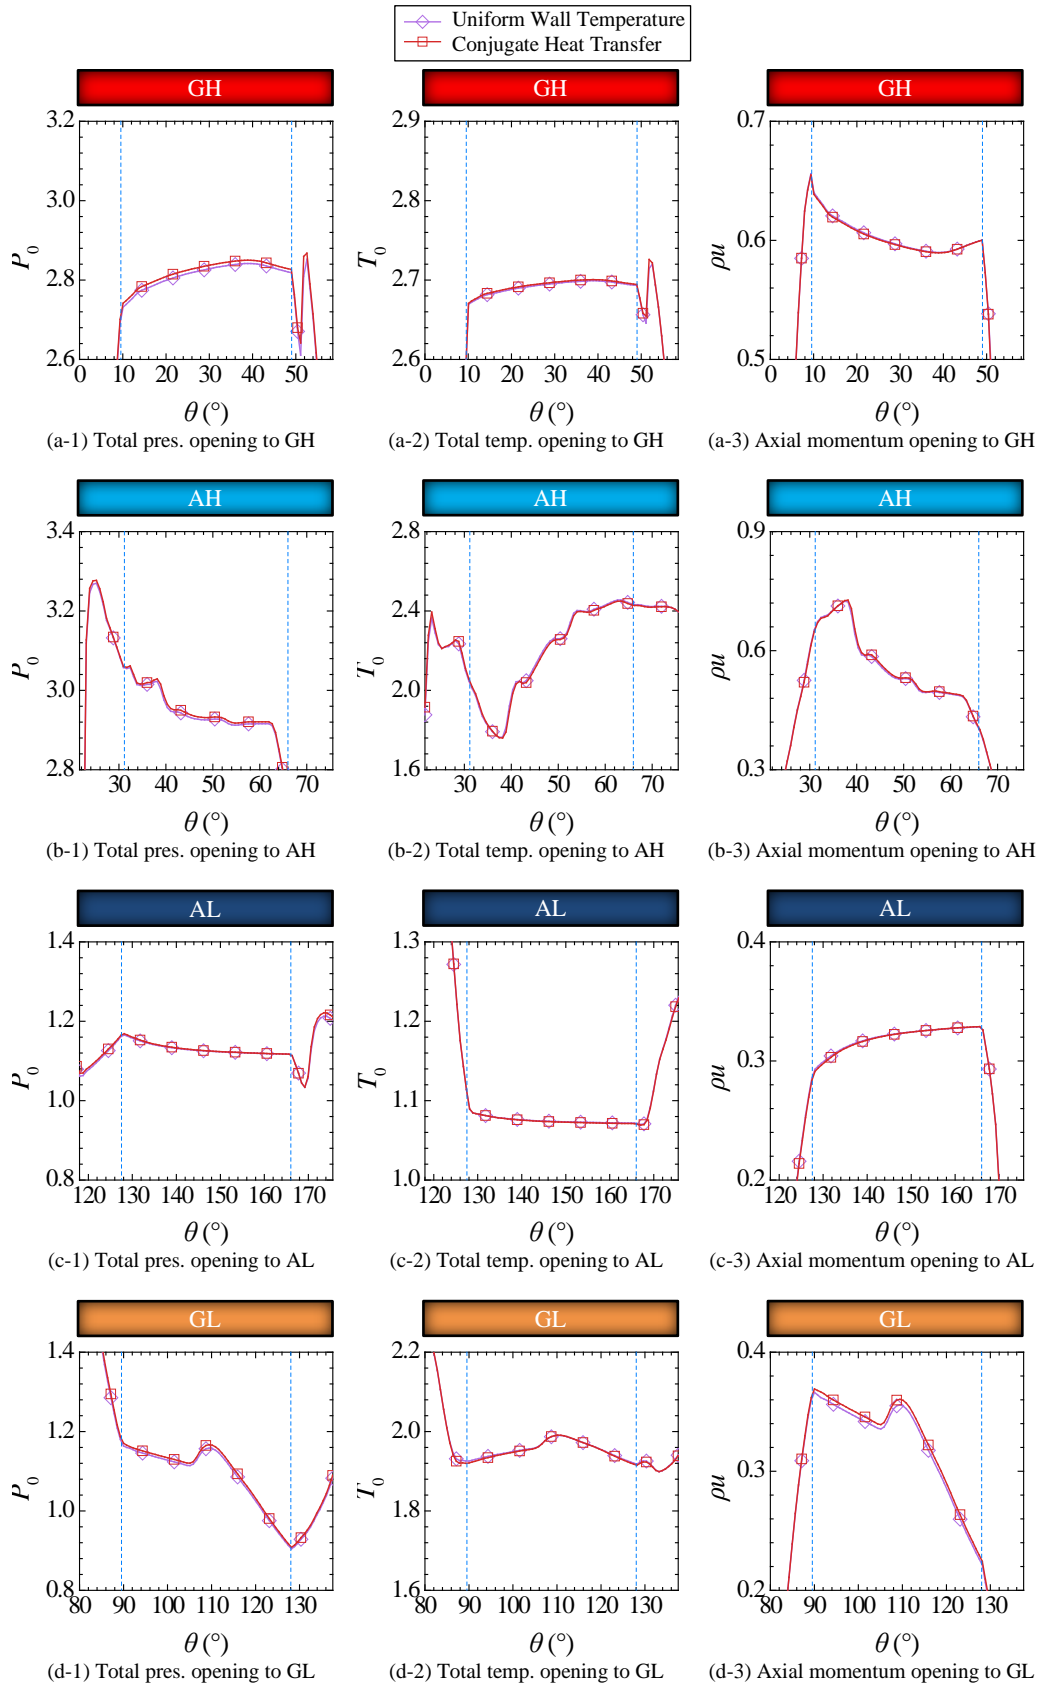 Uniform Wall Temperature
Conjugate Heat Transfer
GH GH GH
3.2 2.9 0.7
3.0 2.8
P0 T0 ρu 0.6
2.8 2.7
2.6 2.6 0.5
0 10 20 30 40 50 0 10 20 30 40 50 0 10 20 30 40 50
θ (°) θ (°) θ (°)
(a-1) Total pres. opening to GH (a-2) Total temp. opening to GH (a-3) Axial momentum opening to GH
AH AH AH
3.4 2.8 0.9
3.2 2.4
P0 T0 ρu 0.6
3.0 2.0
2.8 1.6 0.3
30 40 50 60 70 30 40 50 60 70 30 40 50 60 70
θ (°) θ (°) θ (°)
(b-1) Total pres. opening to AH (b-2) Total temp. opening to AH (b-3) Axial momentum opening to AH
AL AL AL
1.4 1.3 0.4
1.2 1.2
P0 T0 ρu 0.3
1.0 1.1
0.8 1.0 0.2
120 130 140 150 160 170 120 130 140 150 160 170 120 130 140 150 160 170
θ (°) θ (°) θ (°)
(c-1) Total pres. opening to AL (c-2) Total temp. opening to AL (c-3) Axial momentum opening to AL
GL GL GL
1.4 2.2 0.4
1.2 2.0
P0 T0 ρu 0.3
1.0 1.8
0.8 1.6 0.2
80 90 100 110 120 130 80 90 100 110 120 130 80 90 100 110 120 130
θ (°) θ (°) θ (°)
(d-1) Total pres. opening to GL (d-2) Total temp. opening to GL (d-3) Axial momentum opening to GL